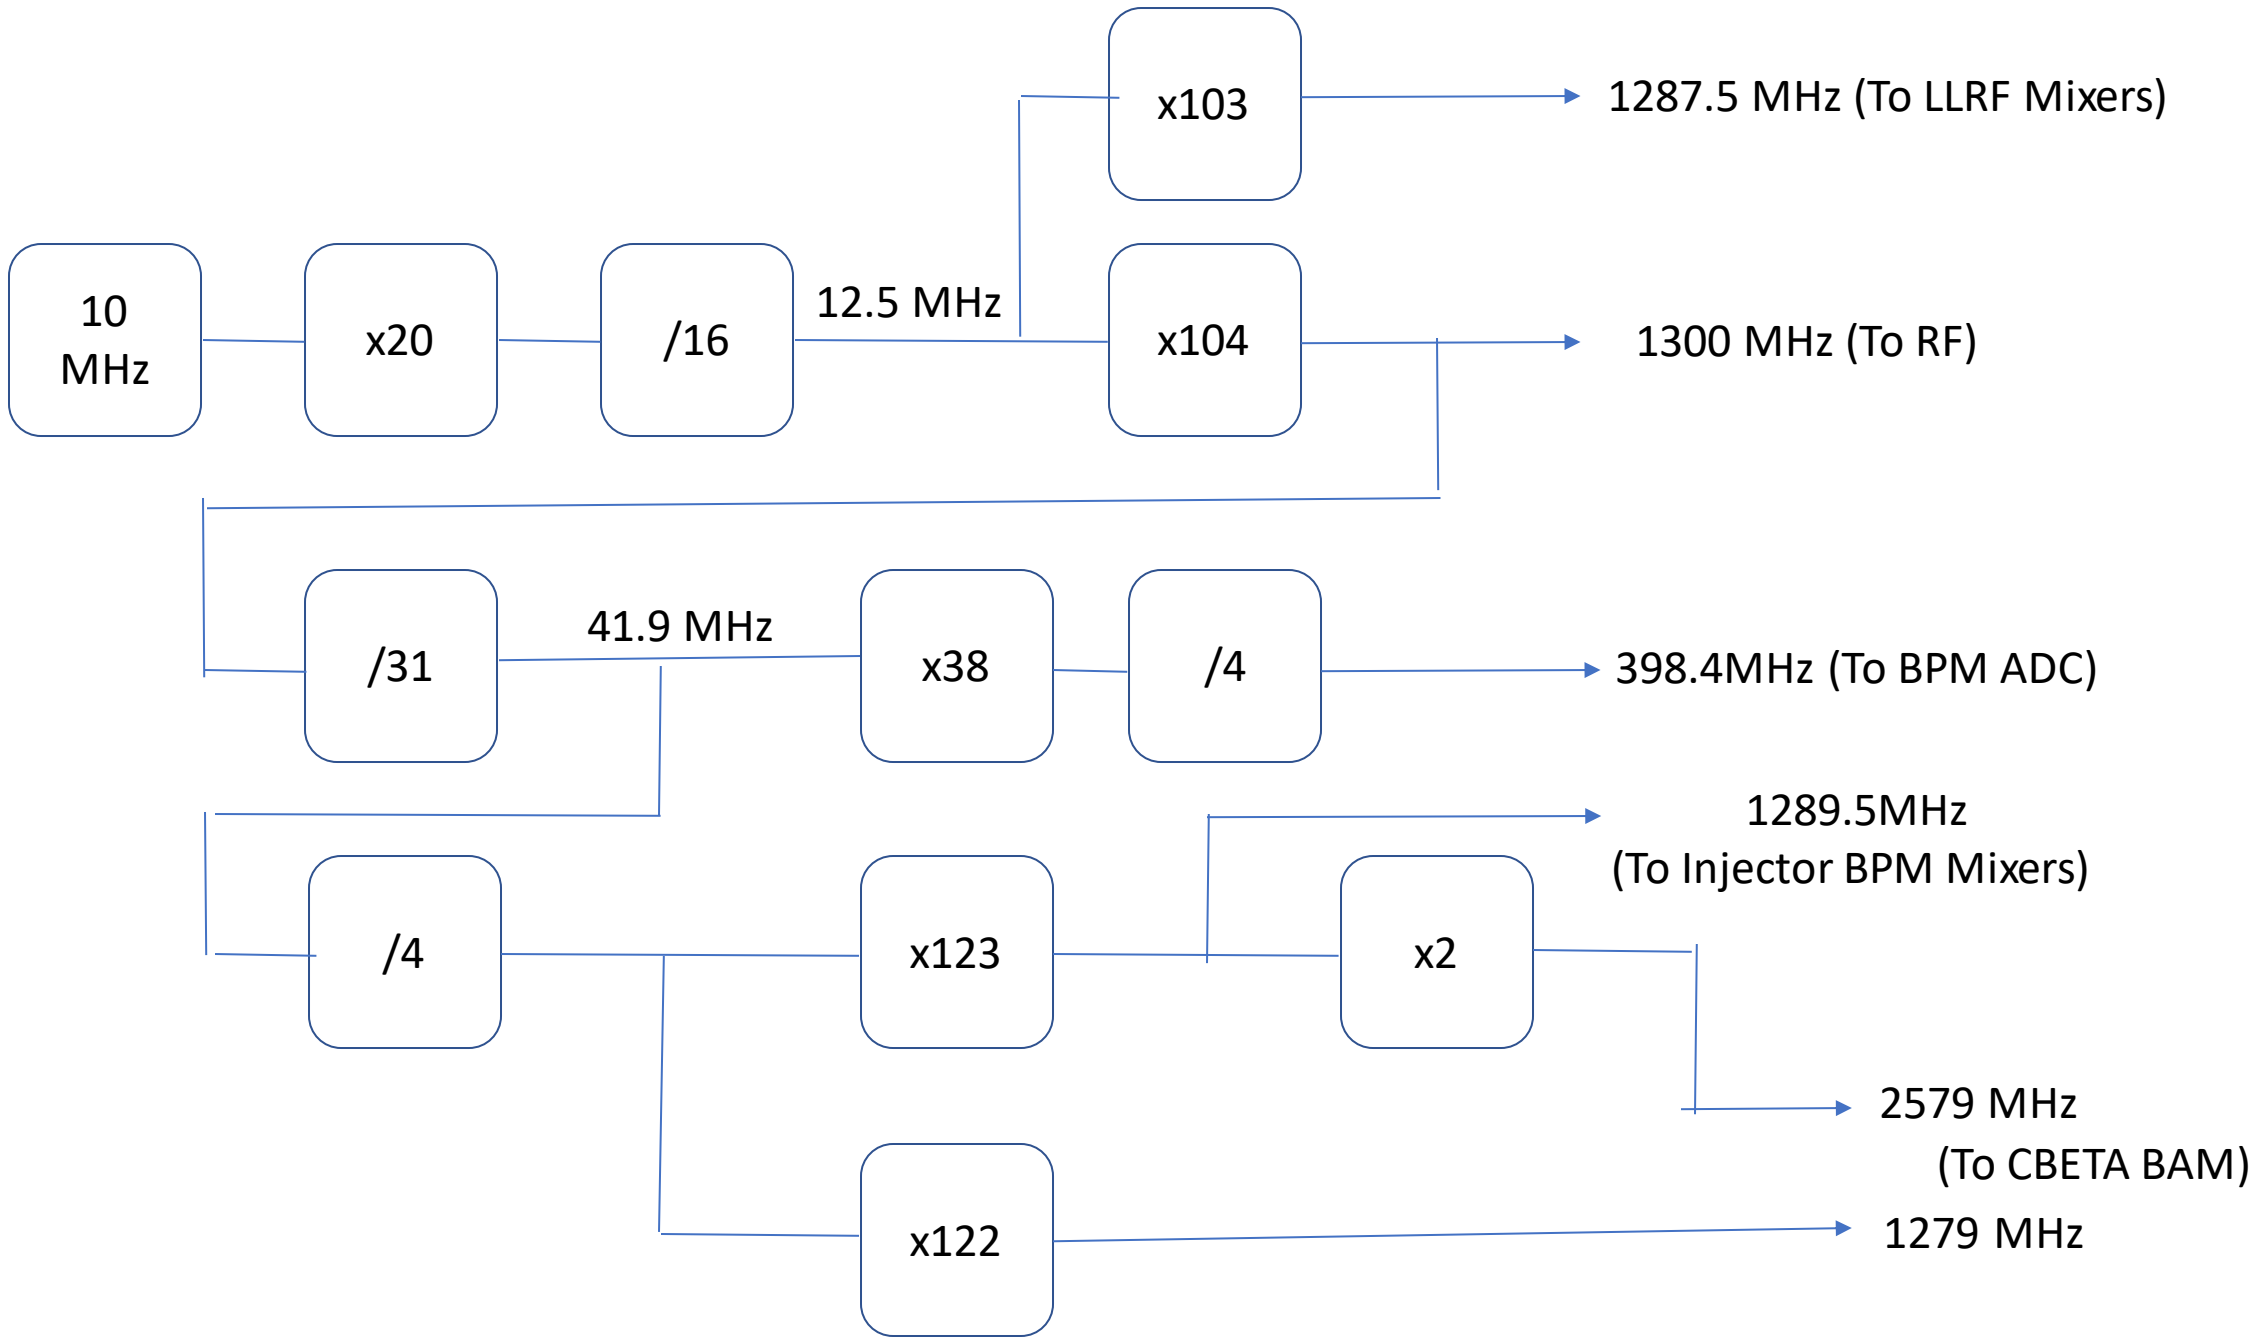 x103
1287.5 MHz (To LLRF Mixers)
10
MHz
x20
/16
12.5 MHz
x104
1300 MHz (To RF)
/31
41.9 MHz
x38
/4
398.4MHz (To BPM ADC)
1289.5MHz
(To Injector BPM Mixers)
/4
x123
x2
2579 MHz
(To CBETA BAM)
x122
1279 MHz